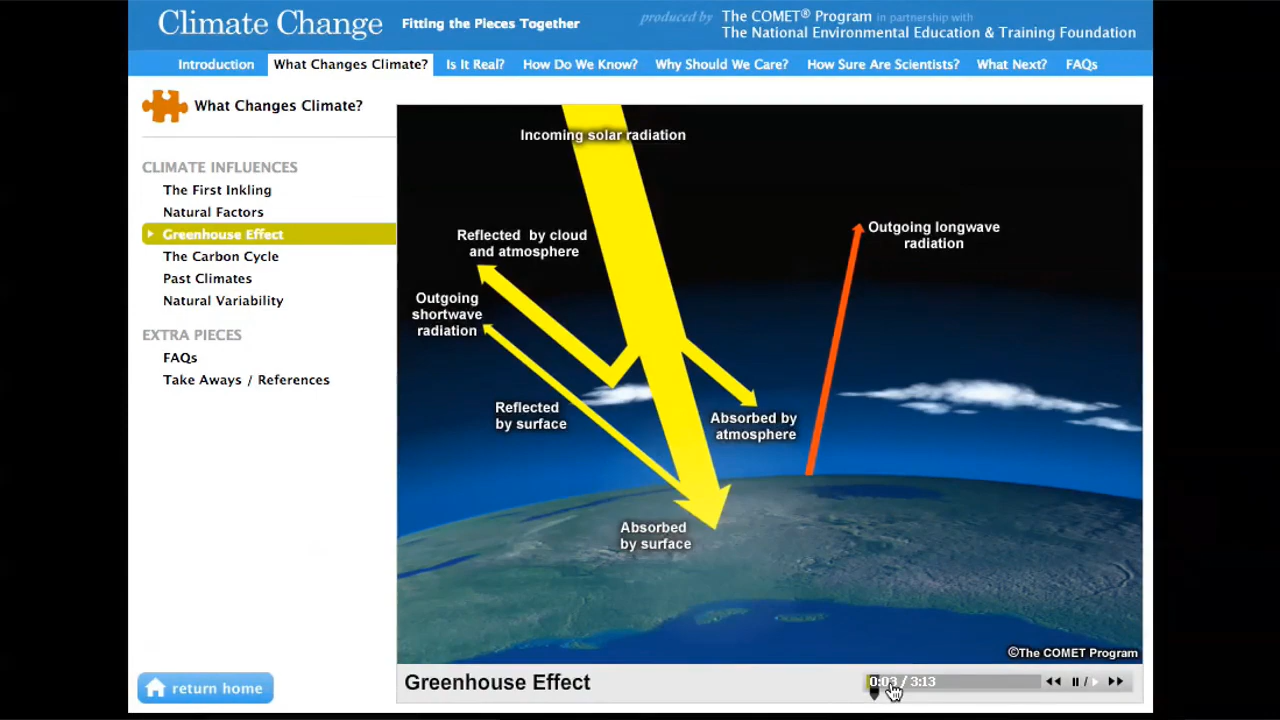 Climate Change
Fitting the Pieces Together
produced by The COMET® Program in partnership with
The National Environmental Education & Training Foundation
Introduction What Changes Climate? Is It Real? How Do We Know? Why Should We Care? How Sure Are Scientists? What Next? FAQs
What Changes Climate?
CLIMATE INFLUENCES
The First Inkling
Natural Factors
Greenhouse Effect
The Carbon Cycle
Past Climates
Natural Variability
EXTRA PIECES
FAQs
Take Aways / References
return home
Incoming solar radiation
Reflected by cloud
and atmosphere
Outgoing longwave
radiation
Outgoing
shortwave
radiation
Reflected
by surface
Absorbed by
atmosphere
Absorbed
by surface
©The COMET Program
Greenhouse Effect
0:03 / 3:13